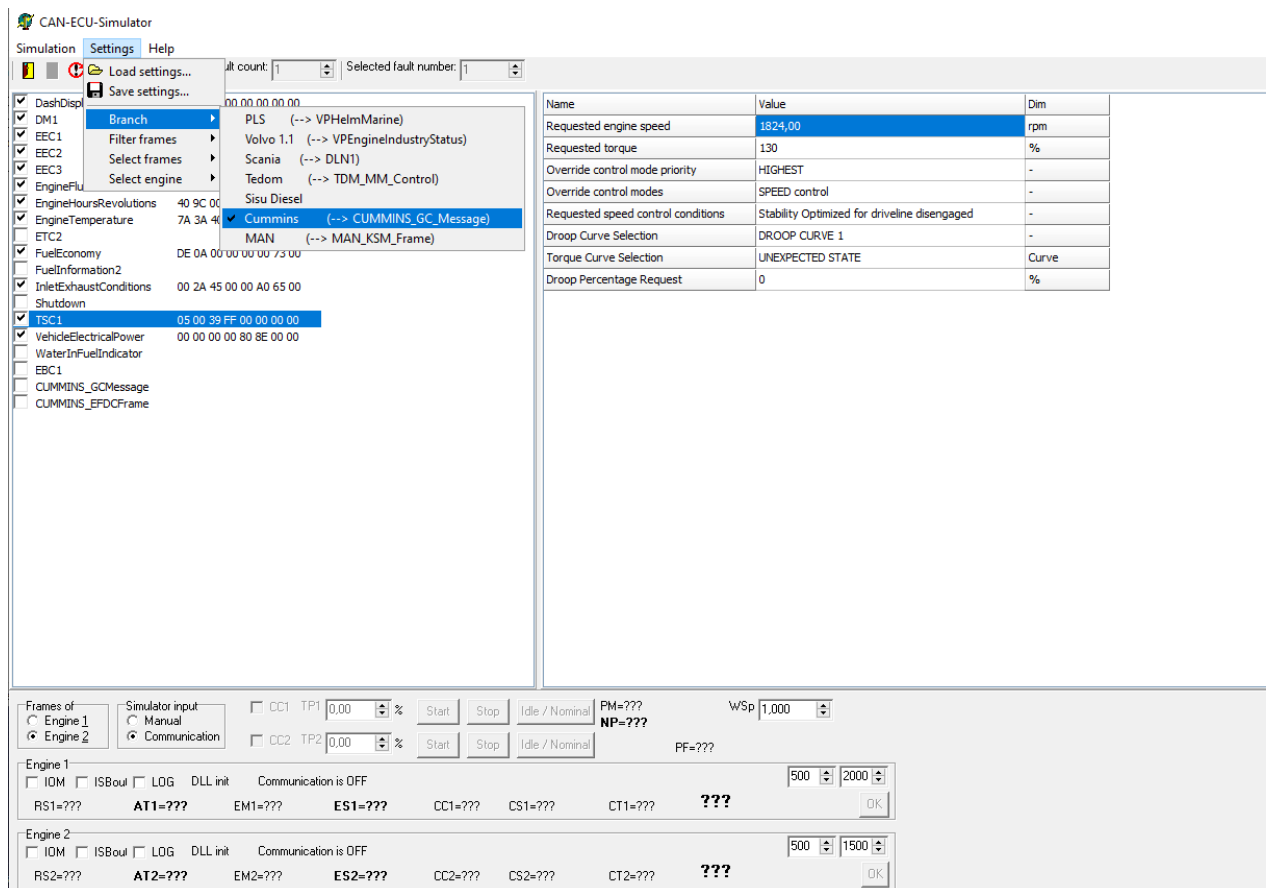 CAN-ECU-Simulator
Simulation Settings Help
Load settings...
ult count: 1 Selected fault number: 1
Save settings...
Branch
Filter frames
Select frames
Select engine
PLS (--> VPHelmMarine)
Volvo 1.1 (--> VPEngineIndustryStatus)
Scania (--> DLN1)
Tedom (--> TDM_MM_Control)
Sisu Diesel
Cummins (--> CUMMINS_GC_Message)
MAN (--> MAN_KSM_Frame)
DashDispl 00 00 00 00 00
DM1
EEC1
EEC2
EEC3
EngineFlu
EngineHoursRevolutions 40 9C 00
EngineTemperature 7A 3A 40
ETC2
FuelEconomy DE 0A 00 00 00 00 73 00
FuelInformation2
InletExhaustConditions 00 2A 45 00 00 A0 65 00
Shutdown
TSC1 05 00 39 FF 00 00 00 00
VehicleElectricalPower 00 00 00 00 80 8E 00 00
WaterInFuelIndicator
EBC1
CUMMINS_GCMessage
CUMMINS_EFDCFrame
Name Value Dim
Requested engine speed 1824,00 rpm
Requested torque 130 %
Override control mode priority HIGHEST -
Override control modes SPEED control -
Requested speed control conditions Stability Optimized for driveline disengaged -
Droop Curve Selection DROOP CURVE 1 -
Torque Curve Selection UNEXPECTED STATE Curve
Droop Percentage Request 0 %
Frames of
Engine 1
Engine 2
Simulator input
Manual
Communication
CC1 TP1 0,00 % Start Stop Idle / Nominal PM=??? WSp 1,000
NP=???
CC2 TP2 0,00 % Start Stop Idle / Nominal PF=???
Engine 1
IOM ISBoul LOG DLL init Communication is OFF 500 2000
RS1=??? AT1=??? EM1=??? ES1=??? CC1=??? CS1=??? CT1=??? ??? OK
Engine 2
IOM ISBoul LOG DLL init Communication is OFF 500 1500
RS2=??? AT2=??? EM2=??? ES2=??? CC2=??? CS2=??? CT2=??? ??? OK